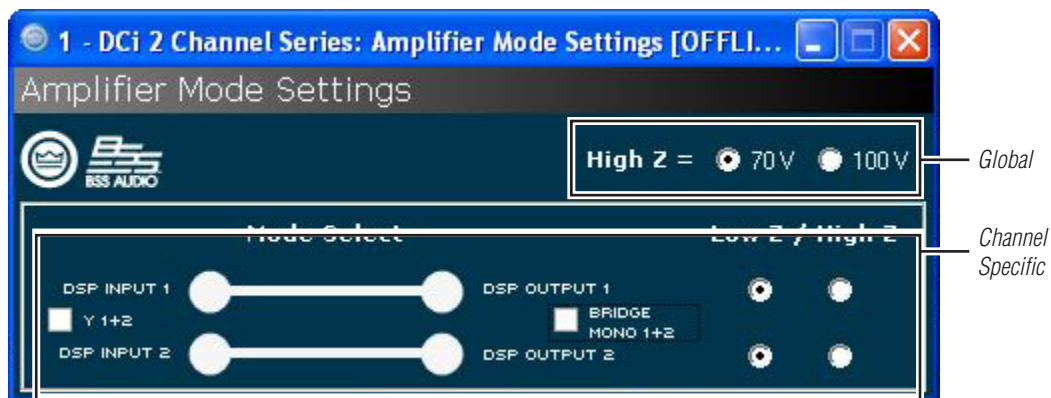 1 - DCi 2 Channel Series: Amplifier Mode Settings [OFFLI...
Amplifier Mode Settings
BSS
BSS AUDIO
High Z = 70V 100V
Global
Mode Select Low Z / High Z
Channel
Specific
DSP INPUT 1 DSP OUTPUT 1
Y 1+2 BRIDGE
MONO 1+2
DSP INPUT 2 DSP OUTPUT 2